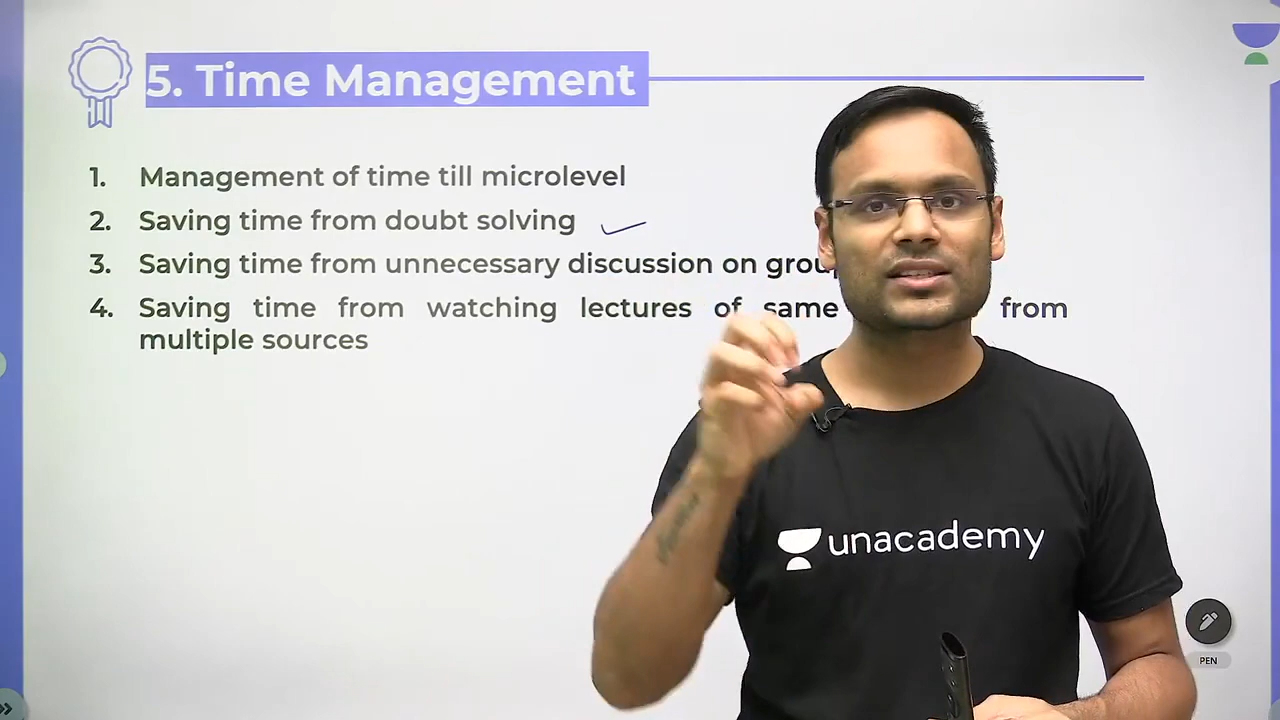 5. Time Management
1. Management of time till microlevel
2. Saving time from doubt solving
3. Saving time from unnecessary discussion on
4. Saving time from watching lectures of same from
multiple sources
unacademy
PEN